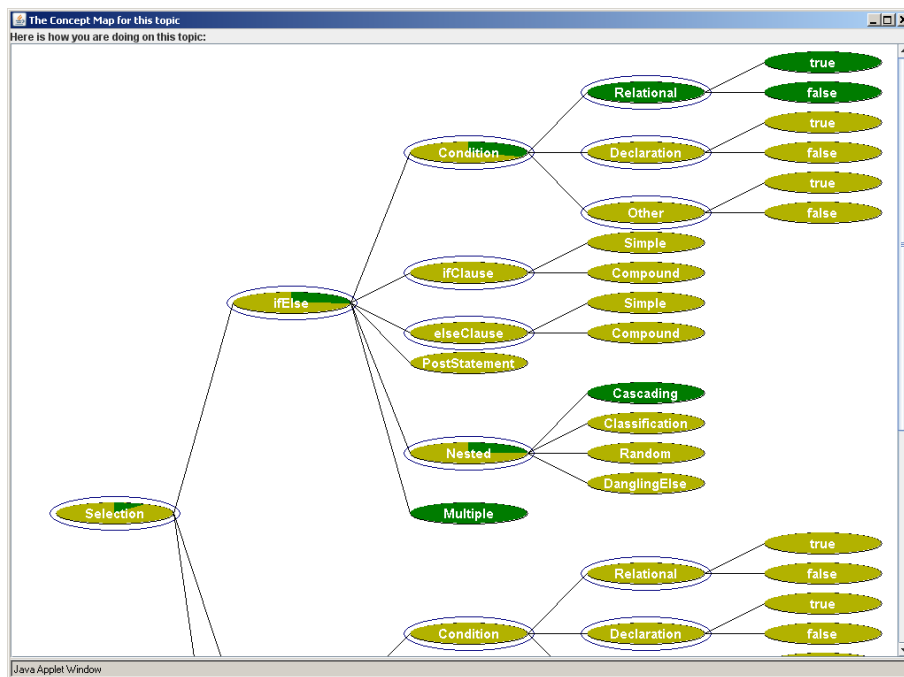 The Concept Map for this topic
Here is how you are doing on this topic:
true
Relational
false
true
Condition
Declaration
false
true
Other
false
Simple
ifClause
Compound
ifElse
Simple
elseClause
Compound
PostStatement
Cascading
Classification
Nested
Random
DanglingElse
Selection
Multiple
true
Relational
false
true
Condition
Declaration
false
Java Applet Window